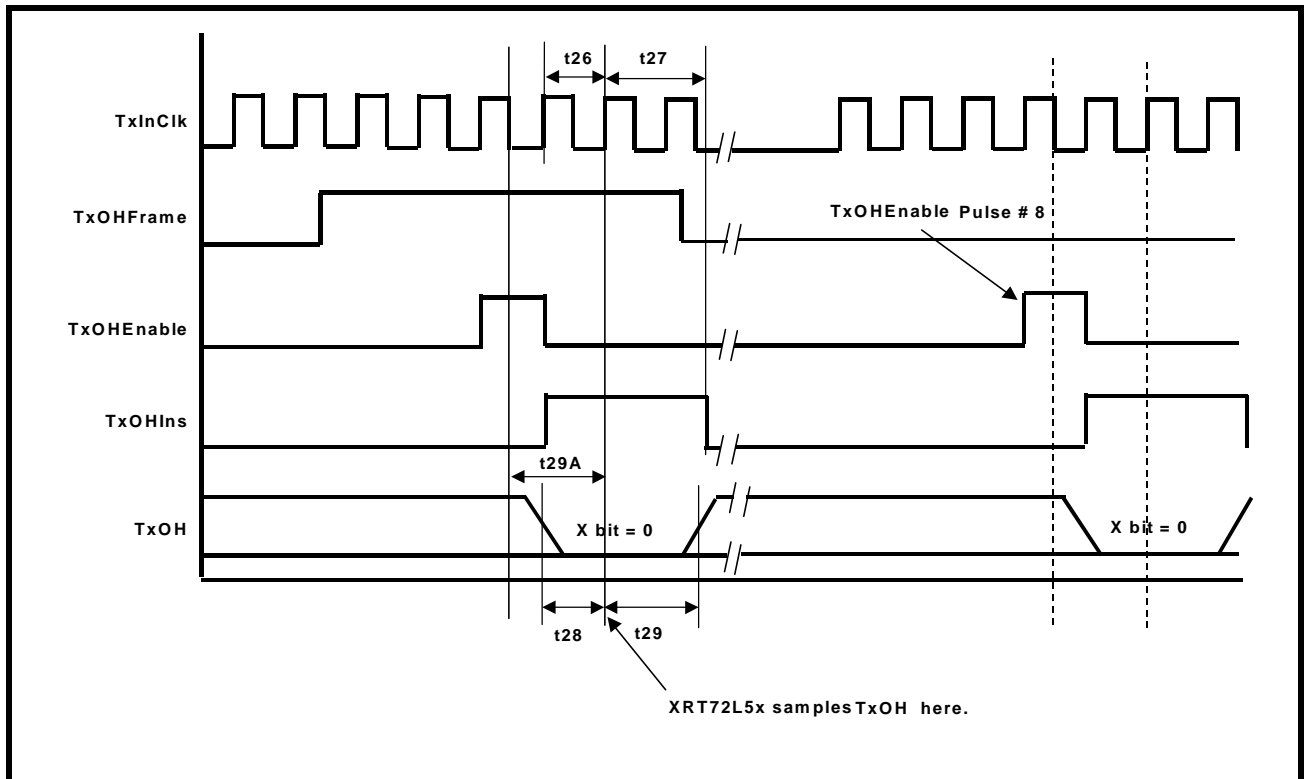 t26
t27
TxInClk
TxOHFrame
TxOHEnable Pulse # 8
TxOHEnable
TxOHIns
t29A
TxOH
X bit = 0
X bit = 0
t28
t29
XRT72L5x samples TxOH here.